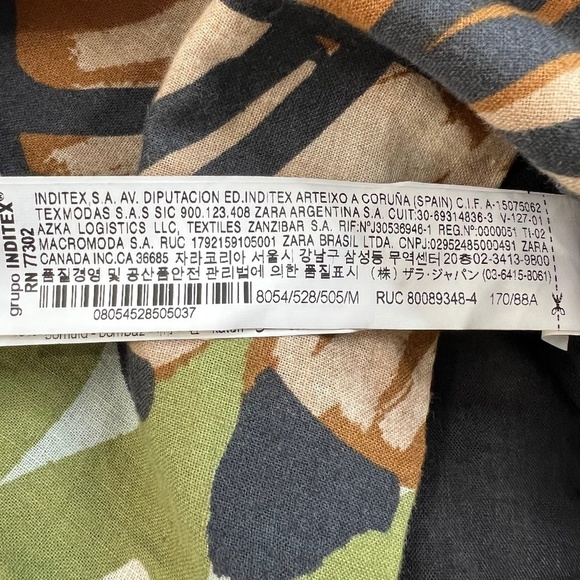 grupo INDITEX®
RN 77302
INDITEX S.A. AV. DIPUTACION ED.INDITEX ARTEIXO A CORUÑA (SPAIN) C.I.F. A-15075062
TEXMODAS S.A.S SIC 900.123.408 ZARA ARGENTINA S.A. CUIT:30-69314836-3 V-127-01
AZKA LOGISTICS LLC, TEXTILES ZANZIBAR S.A. RIF:NºJ30536946-1 REG.Nº:0000051 TI-02
MACROMODA S.A. RUC 1792159105001 ZARA BRASIL LTDA. CNPJ:02952485000491 ZARA
CANADA INC.CA 36685 자라코리아 서울시 강남구 삼성동 무역센터 20층 02-3413-9800
품질경영 및 공산품안전 관리법에 의한 품질표시 (株) ザラ・ジャパン (03-6415-8061)
8054/528/505/M RUC 80089348-4 170/88A
08054528505037